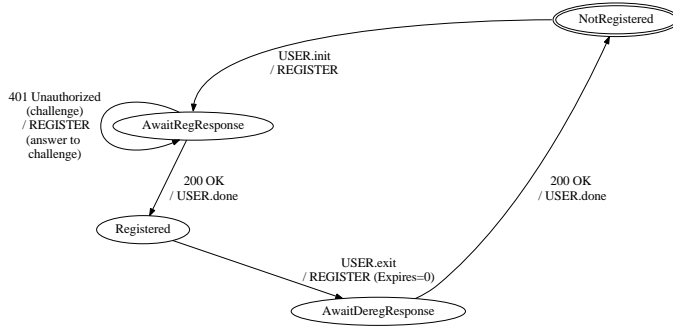 NotRegistered
USER.init
/ REGISTER
401 Unauthorized
(challenge)
/ REGISTER
(answer to
challenge)
AwaitRegResponse
200 OK
/ USER.done
200 OK
/ USER.done
Registered
USER.exit
/ REGISTER (Expires=0)
AwaitDeregResponse